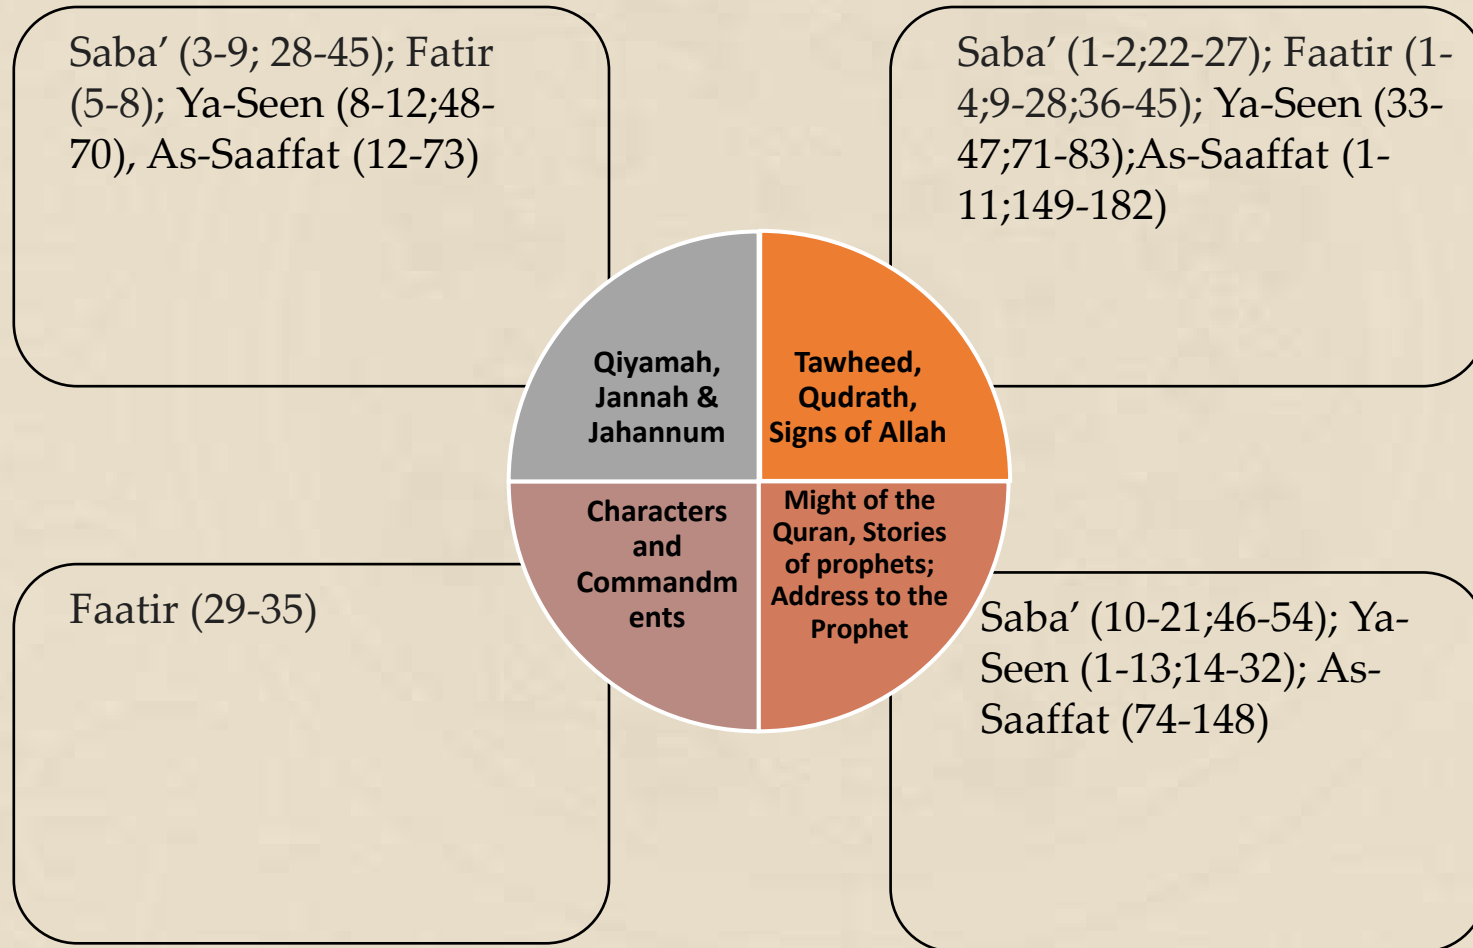 Saba’ (3-9; 28-45); Fatir
(5-8); Ya-Seen (8-12;48-
70), As-Saaffat (12-73)
Saba’ (1-2;22-27); Faatir (1-
4;9-28;36-45); Ya-Seen (33-
47;71-83);As-Saaffat (1-
11;149-182)
Qiyamah,
Jannah &
Jahannum
Tawheed,
Qudrath,
Signs of Allah
Characters
and
Commandm
ents
Might of the
Quran, Stories
of prophets;
Address to the
Prophet
Faatir (29-35)
Saba’ (10-21;46-54); Ya-
Seen (1-13;14-32); As-
Saaffat (74-148)